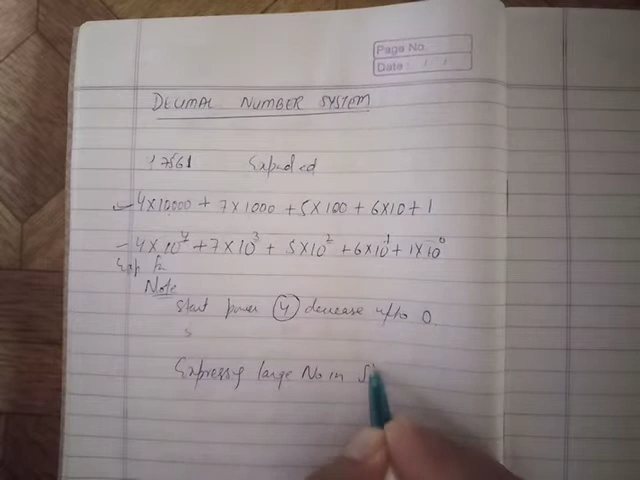 Page No.
Date: / /
DECIMAL NUMBER SYSTEM
47561 Expanded
4×10000 + 7×1000 + 5×100 + 6×10 + 1
4×10⁴ + 7×10³ + 5×10² + 6×10¹ + 1×10⁰
Exp
Note
Start power 4 decrease upto 0
Expressing large No in